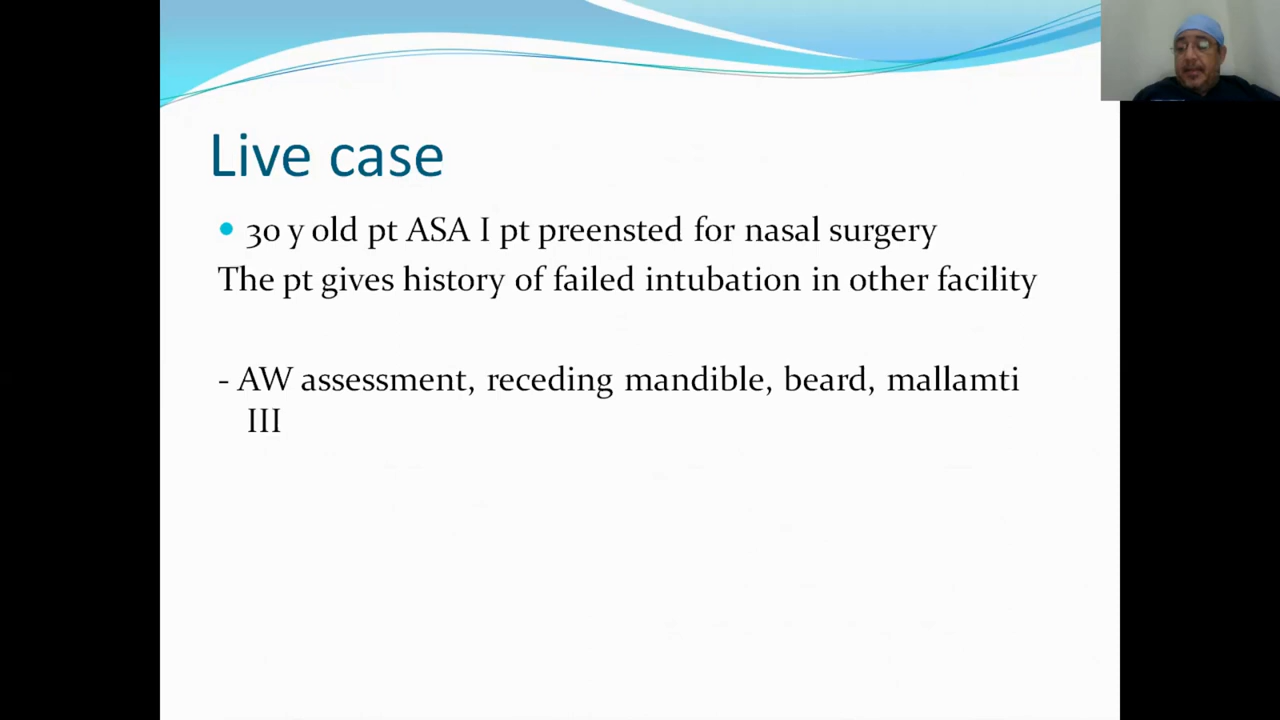 Live case
30 y old pt ASA I pt preensted for nasal surgery
The pt gives history of failed intubation in other facility
- AW assessment, receding mandible, beard, mallamti
III